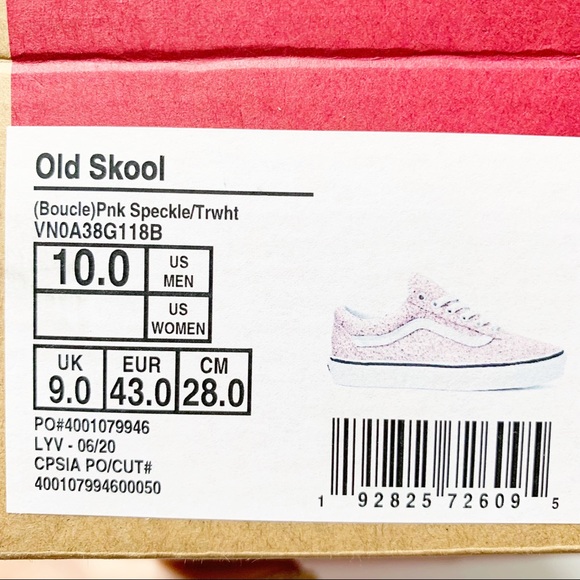 Old Skool
(Boucle)Pnk Speckle/Trwht
VN0A38G118B
10.0 US MEN
US WOMEN
UK EUR CM
9.0 43.0 28.0
PO#4001079946
LYV - 06/20
CPSIA PO/CUT#
400107994600050
1 92825 72609 5